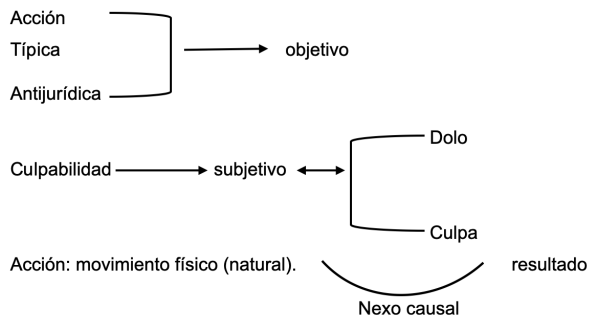 Acción
Típica
objetivo
Antijurídica
Dolo
Culpabilidad
subjetivo
Culpa
Acción: movimiento físico (natural).
resultado
Nexo causal